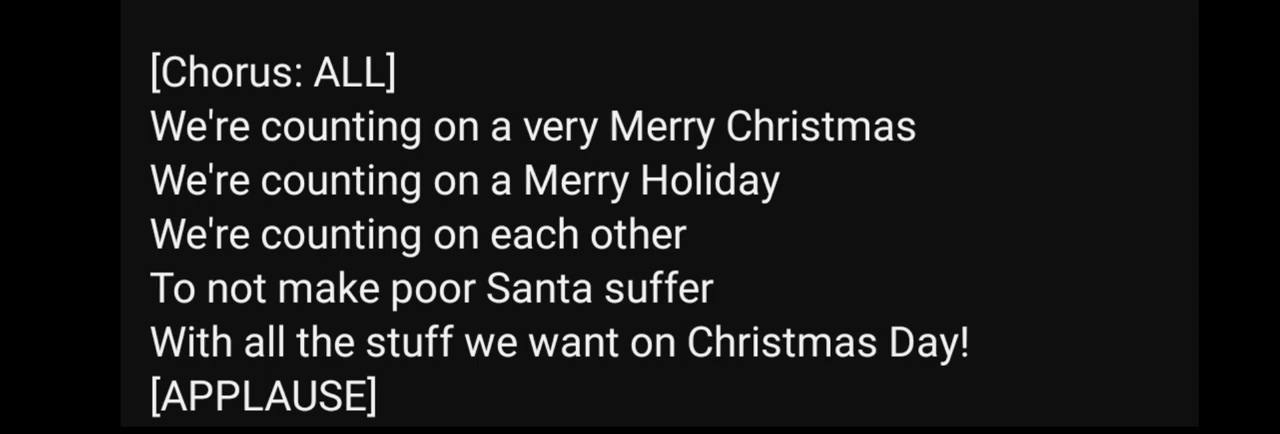 [Chorus: ALL]
We're counting on a very Merry Christmas
We're counting on a Merry Holiday
We're counting on each other
To not make poor Santa suffer
With all the stuff we want on Christmas Day!
[APPLAUSE]